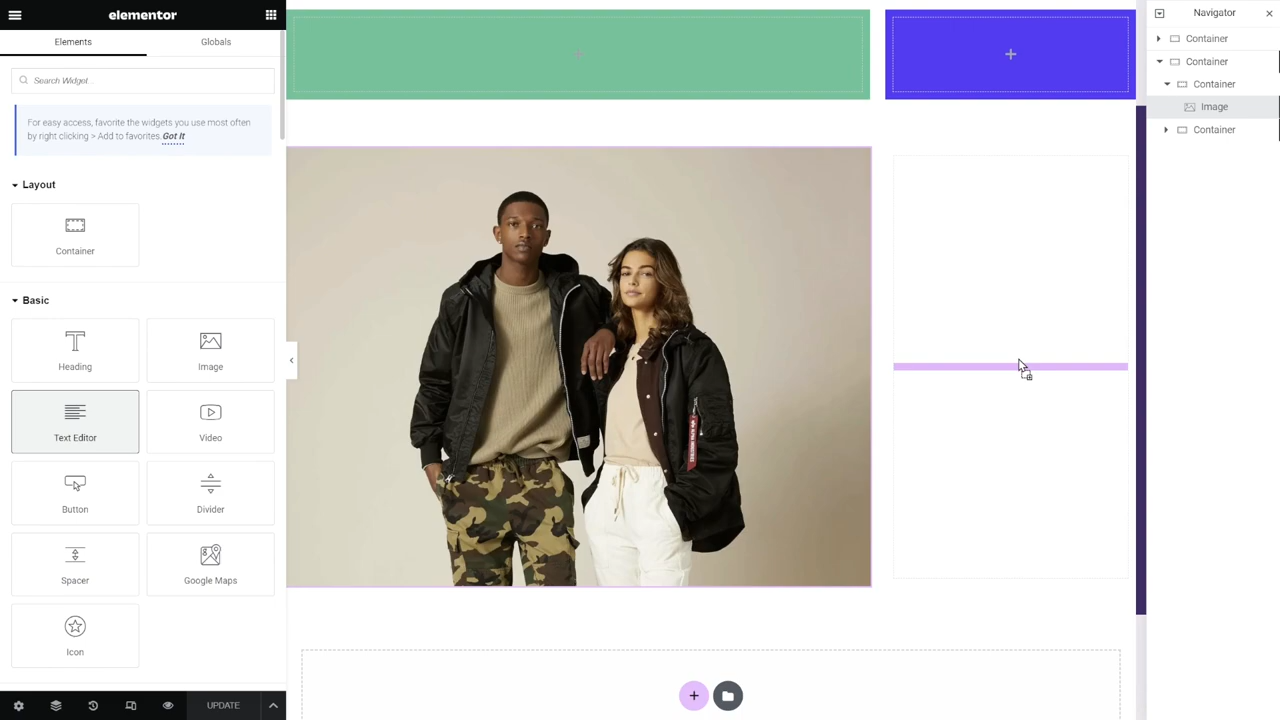 elementor
Elements
Globals
Search Widget...
For easy access, favorite the widgets you use most often
by right clicking > Add to favorites. Got It
Layout
Container
Basic
Heading
Image
Text Editor
Video
Button
Divider
Spacer
Google Maps
Icon
UPDATE
Navigator
Container
Container
Container
Image
Container